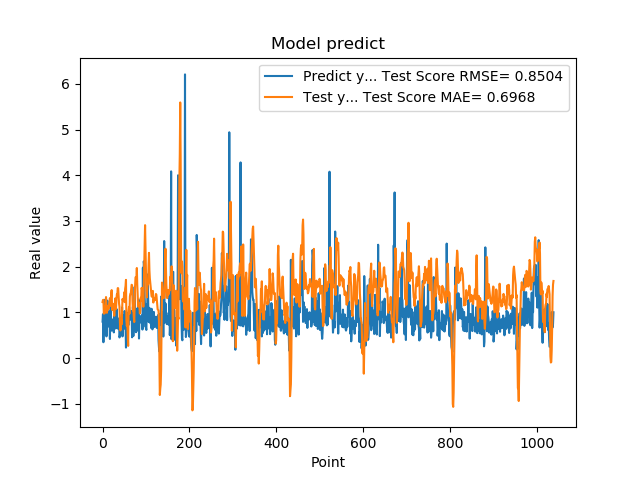 Model predict
Predict y... Test Score RMSE= 0.8504
Test y... Test Score MAE= 0.6968
Real value
6
5
4
3
2
1
0
−1
0 200 400 600 800 1000
Point